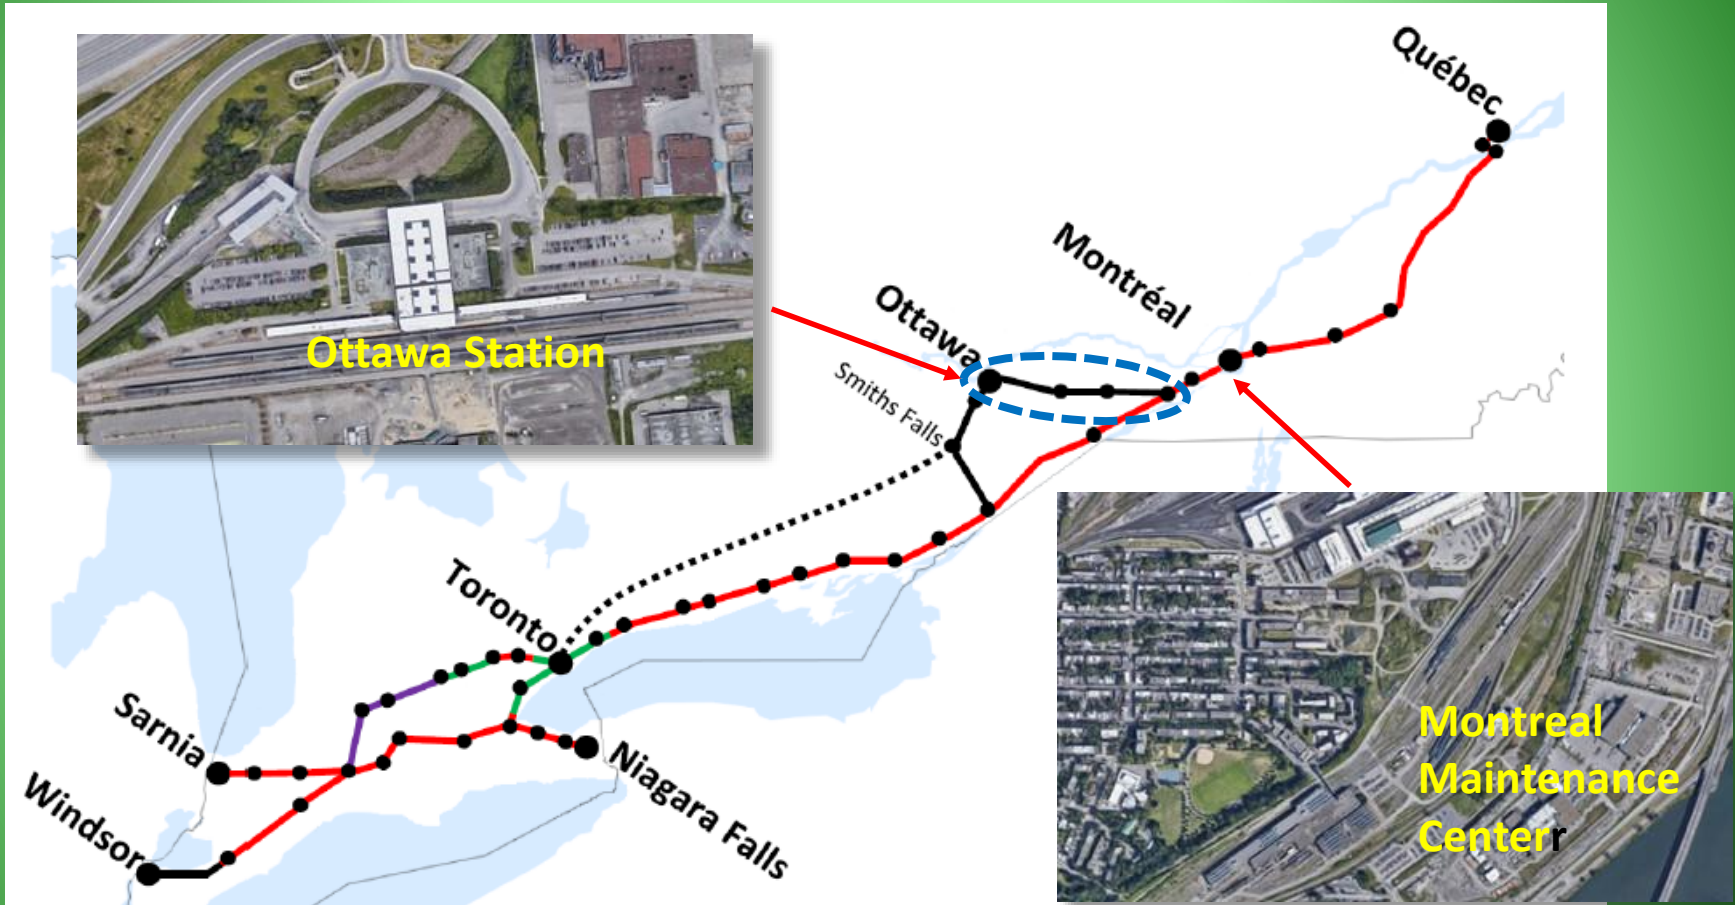 Québec
Montréal
Ottawa
Smiths Falls
Ottawa Station
Toronto
Sarnia
Windsor
Niagara Falls
Montreal
Maintenance
Centerr